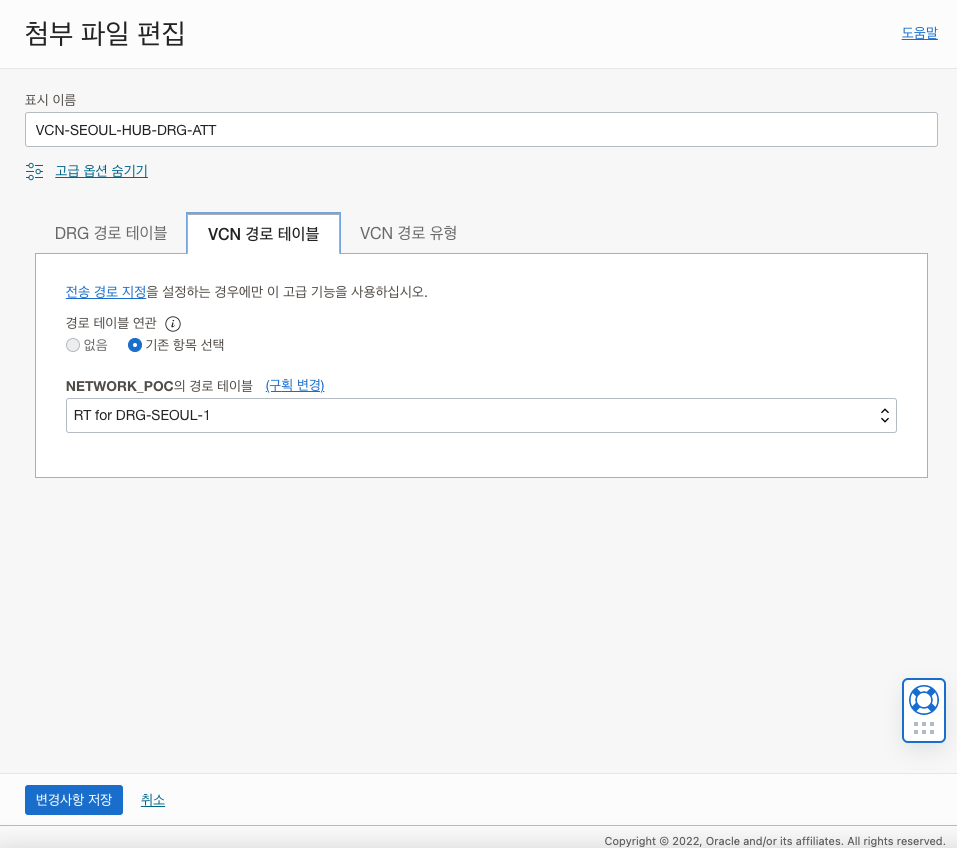 첨부 파일 편집
도움말
표시 이름
VCN-SEOUL-HUB-DRG-ATT
고급 옵션 숨기기
DRG 경로 테이블 VCN 경로 테이블 VCN 경로 유형
전송 경로 지정을 설정하는 경우에만 이 고급 기능을 사용하십시오.
경로 테이블 연관 i
없음 기존 항목 선택
NETWORK_POC의 경로 테이블 (구획 변경)
RT for DRG-SEOUL-1
변경사항 저장 취소
Copyright © 2022, Oracle and/or its affiliates. All rights reserved.